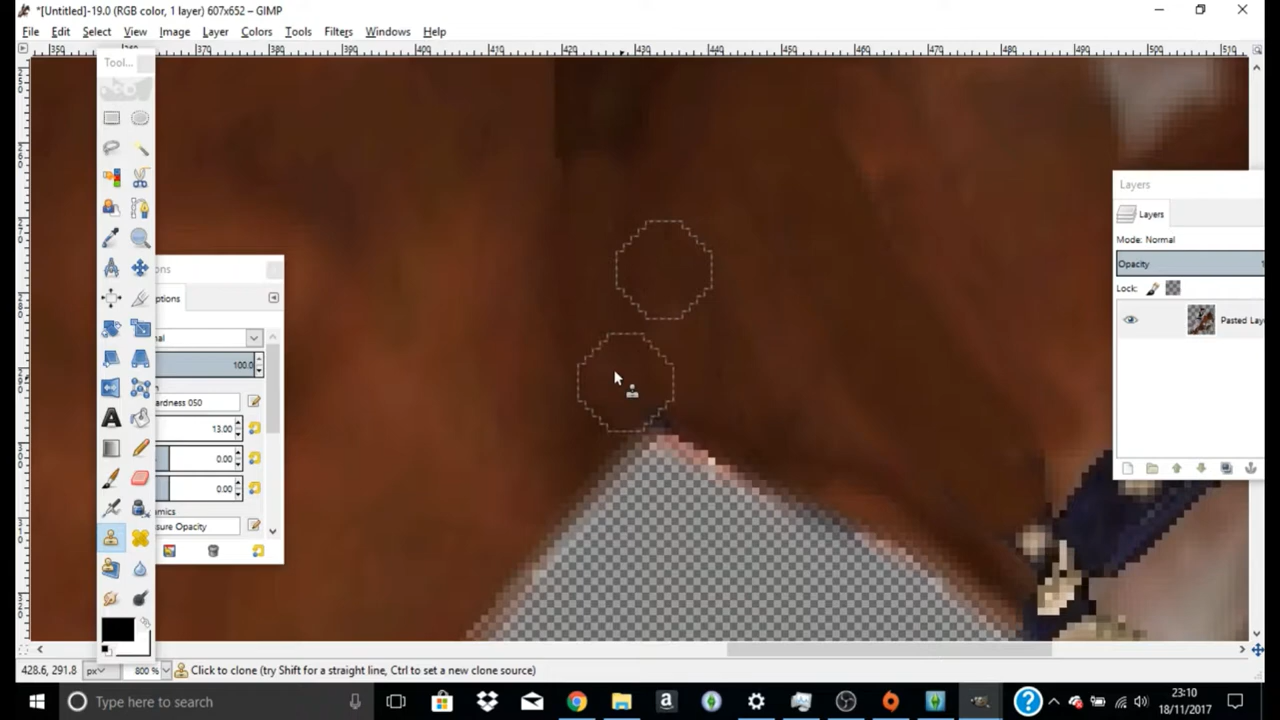 *[Untitled]-19.0 (RGB color, 1 layer) 607x652 – GIMP
File Edit Select View Image Layer Colors Tools Filters Windows Help
350 370 380 390 400 410 420 430 440 450 460 470 480 490 500 510
Tool...
Layers
Layers
Mode: Normal
Opacity
Lock:
Pasted Lay
ons
ptions
al
100.0
n
ardness 050
13.00
0.00
0.00
namics
sure Opacity
428.6, 291.8 px 800 % Click to clone (try Shift for a straight line, Ctrl to set a new clone source)
Type here to search
23:10
18/11/2017